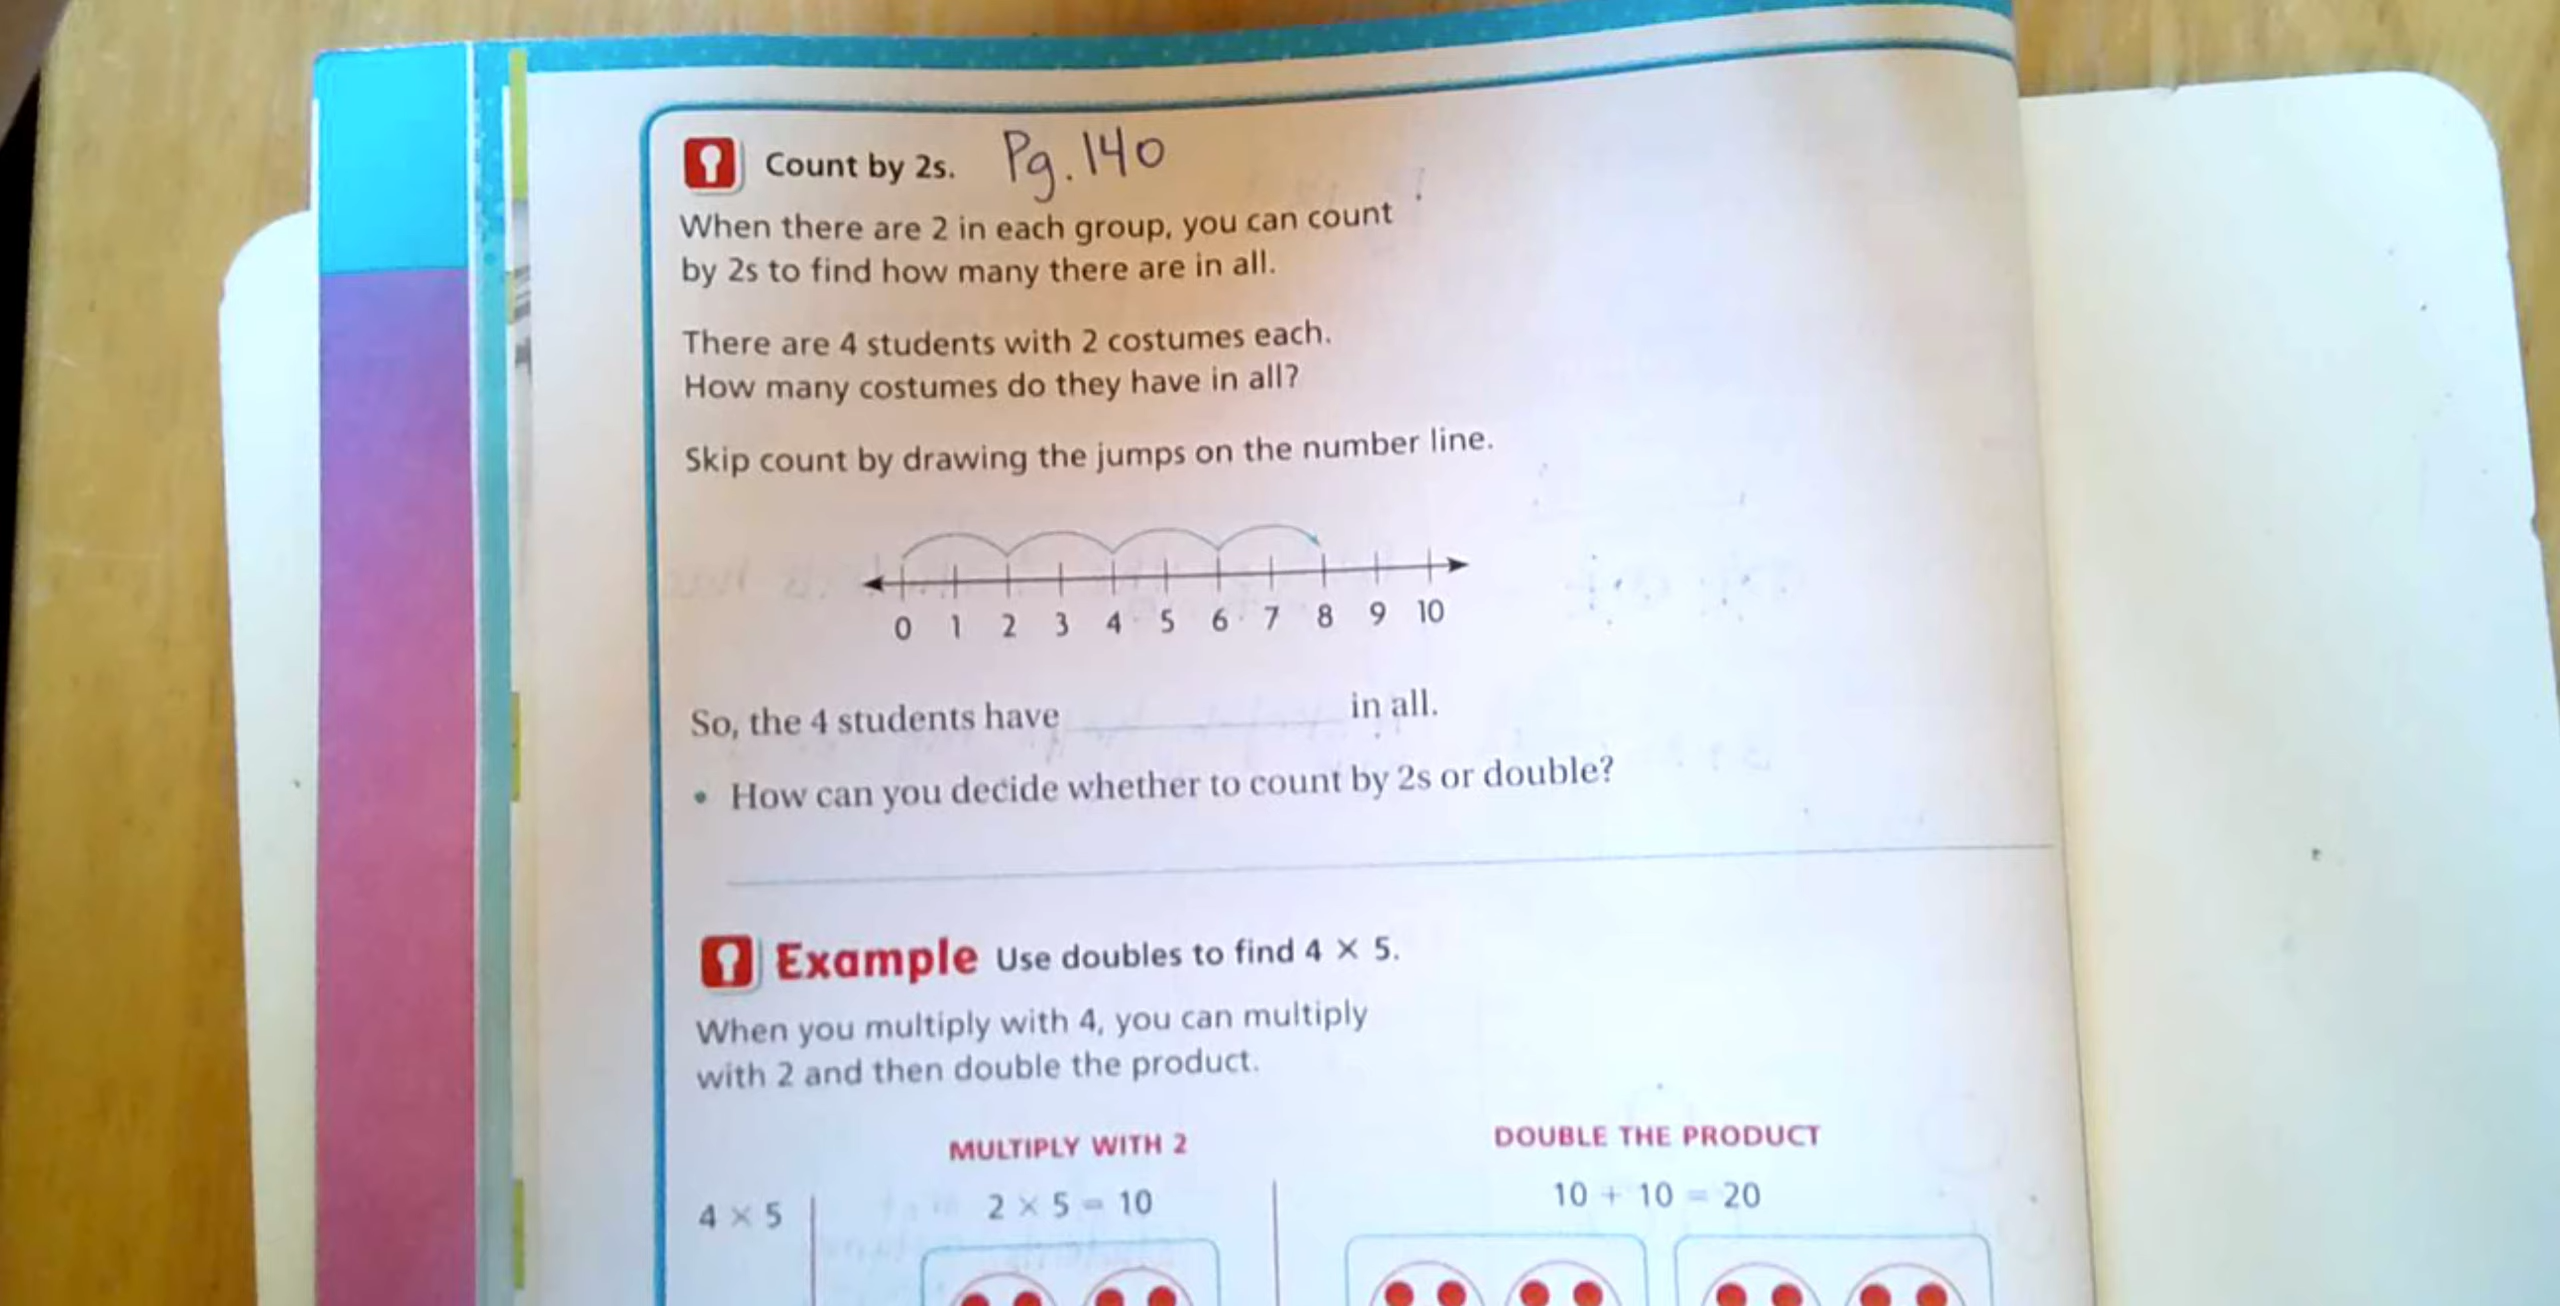 Count by 2s. Pg. 140
When there are 2 in each group, you can count
by 2s to find how many there are in all.
There are 4 students with 2 costumes each.
How many costumes do they have in all?
Skip count by drawing the jumps on the number line.
0 1 2 3 4 5 6 7 8 9 10
So, the 4 students have in all.
• How can you decide whether to count by 2s or double?
Example Use doubles to find 4 × 5.
When you multiply with 4, you can multiply
with 2 and then double the product.
MULTIPLY WITH 2 DOUBLE THE PRODUCT
4 × 5 2 × 5 = 10 10 + 10 = 20